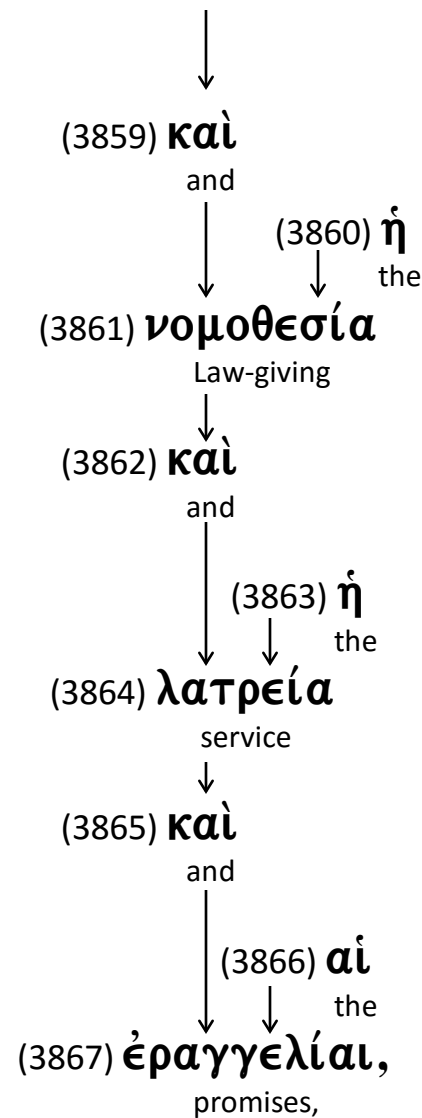 (3859) καὶ
and
(3860) ἡ
the
(3861) νομοθεσία
Law-giving
(3862) καὶ
and
(3863) ἡ
the
(3864) λατρεία
service
(3865) καὶ
and
(3866) αἱ
the
(3867) ἐραγγελίαι,
promises,